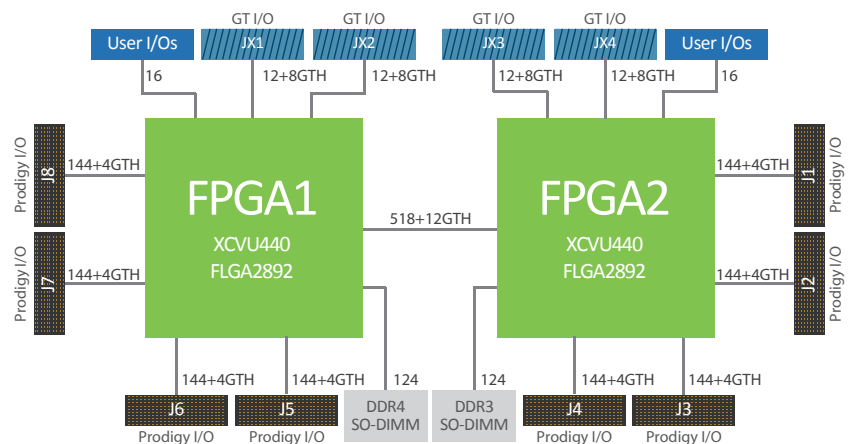 GT I/O
GT I/O
GT I/O
GT I/O
User I/Os
JX1
JX2
JX3
JX4
User I/Os
16
12+8GTH
12+8GTH
12+8GTH
12+8GTH
16
Prodigy I/O
J8
144+4GTH
FPGA1
XCVU440
FLGA2892
518+12GTH
FPGA2
XCVU440
FLGA2892
144+4GTH
J1
Prodigy I/O
Prodigy I/O
J7
144+4GTH
144+4GTH
J2
Prodigy I/O
144+4GTH
144+4GTH
124
124
144+4GTH
144+4GTH
J6
J5
DDR4
SO-DIMM
DDR3
SO-DIMM
J4
J3
Prodigy I/O
Prodigy I/O
Prodigy I/O
Prodigy I/O